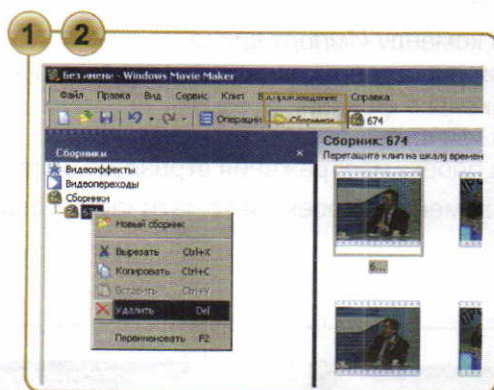 1 2
Без имени - Windows Movie Maker
Файл Правка Вид Сервис Клип Воспроизведение Справка
Операции Сборники 674
Сборники ×
Сборник: 674
Перетащите клип на шкалу времен
Видеоэффекты
Видеопереходы
Сборники
Новый сборник
Вырезать Ctrl+X
Копировать Ctrl+C
Вставить Ctrl+V
Удалить Del
Переименовать F2
6...